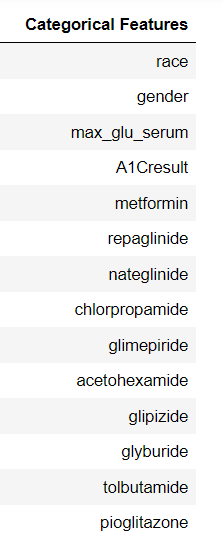 Categorical Features
race
gender
max_glu_serum
A1Cresult
metformin
repaglinide
nateglinide
chlorpropamide
glimepiride
acetohexamide
glipizide
glyburide
tolbutamide
pioglitazone